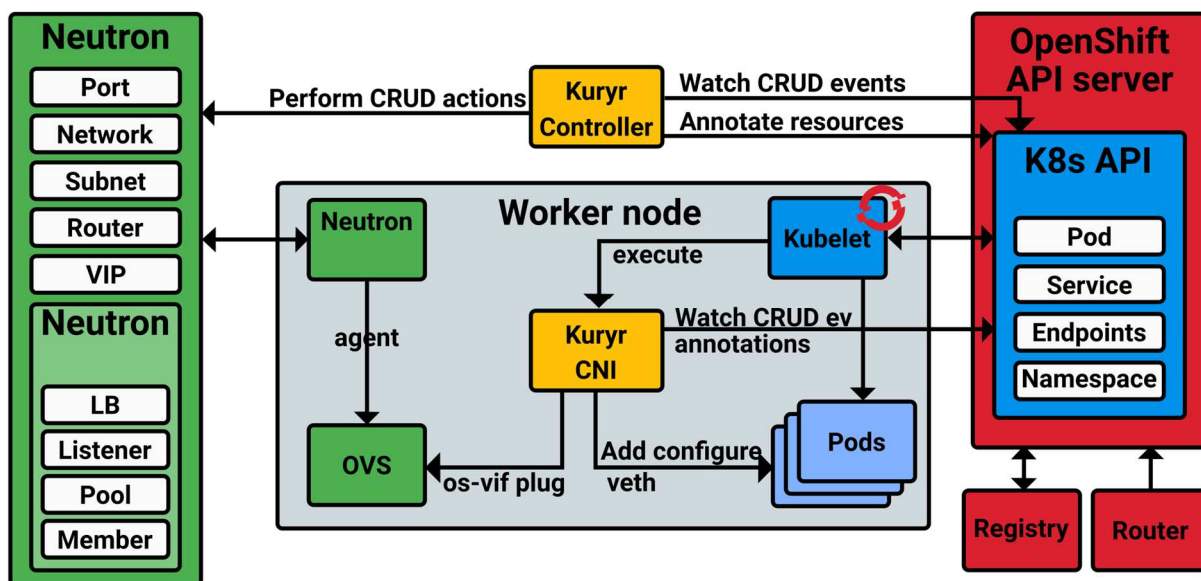 Neutron
Port
Network
Subnet
Router
VIP
Neutron
LB
Listener
Pool
Member
Perform CRUD actions
Kuryr
Controller
Watch CRUD events
Annotate resources
OpenShift
API server
K8s API
Pod
Service
Endpoints
Namespace
Registry
Router
Worker node
Neutron
agent
OVS
Kubelet
execute
Kuryr
CNI
Watch CRUD ev
annotations
os-vif plug
Add configure
veth
Pods